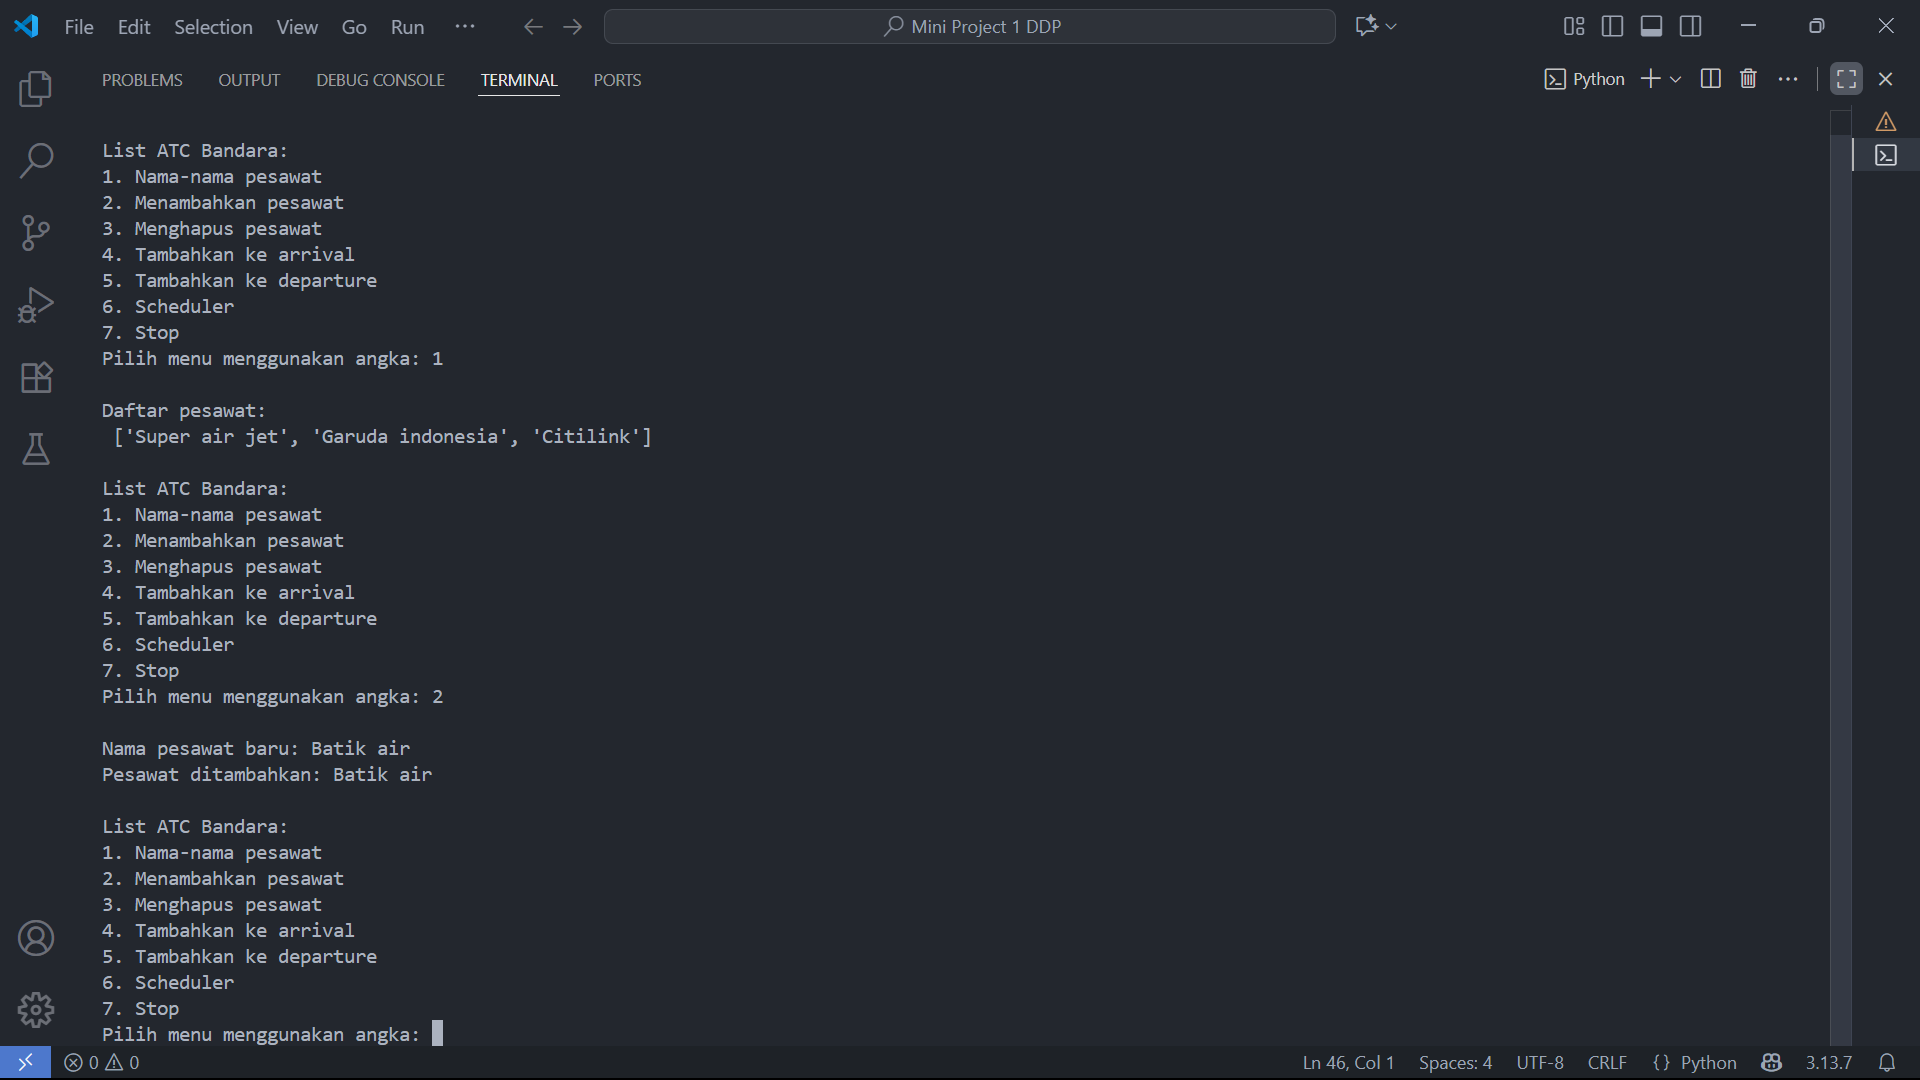 File Edit Selection View Go Run ··· Mini Project 1 DDP
PROBLEMS OUTPUT DEBUG CONSOLE TERMINAL PORTS Python
List ATC Bandara:
1. Nama-nama pesawat
2. Menambahkan pesawat
3. Menghapus pesawat
4. Tambahkan ke arrival
5. Tambahkan ke departure
6. Scheduler
7. Stop
Pilih menu menggunakan angka: 1
Daftar pesawat:
['Super air jet', 'Garuda indonesia', 'Citilink']
List ATC Bandara:
1. Nama-nama pesawat
2. Menambahkan pesawat
3. Menghapus pesawat
4. Tambahkan ke arrival
5. Tambahkan ke departure
6. Scheduler
7. Stop
Pilih menu menggunakan angka: 2
Nama pesawat baru: Batik air
Pesawat ditambahkan: Batik air
List ATC Bandara:
1. Nama-nama pesawat
2. Menambahkan pesawat
3. Menghapus pesawat
4. Tambahkan ke arrival
5. Tambahkan ke departure
6. Scheduler
7. Stop
Pilih menu menggunakan angka:
0 0 Ln 46, Col 1 Spaces: 4 UTF-8 CRLF {} Python 3.13.7